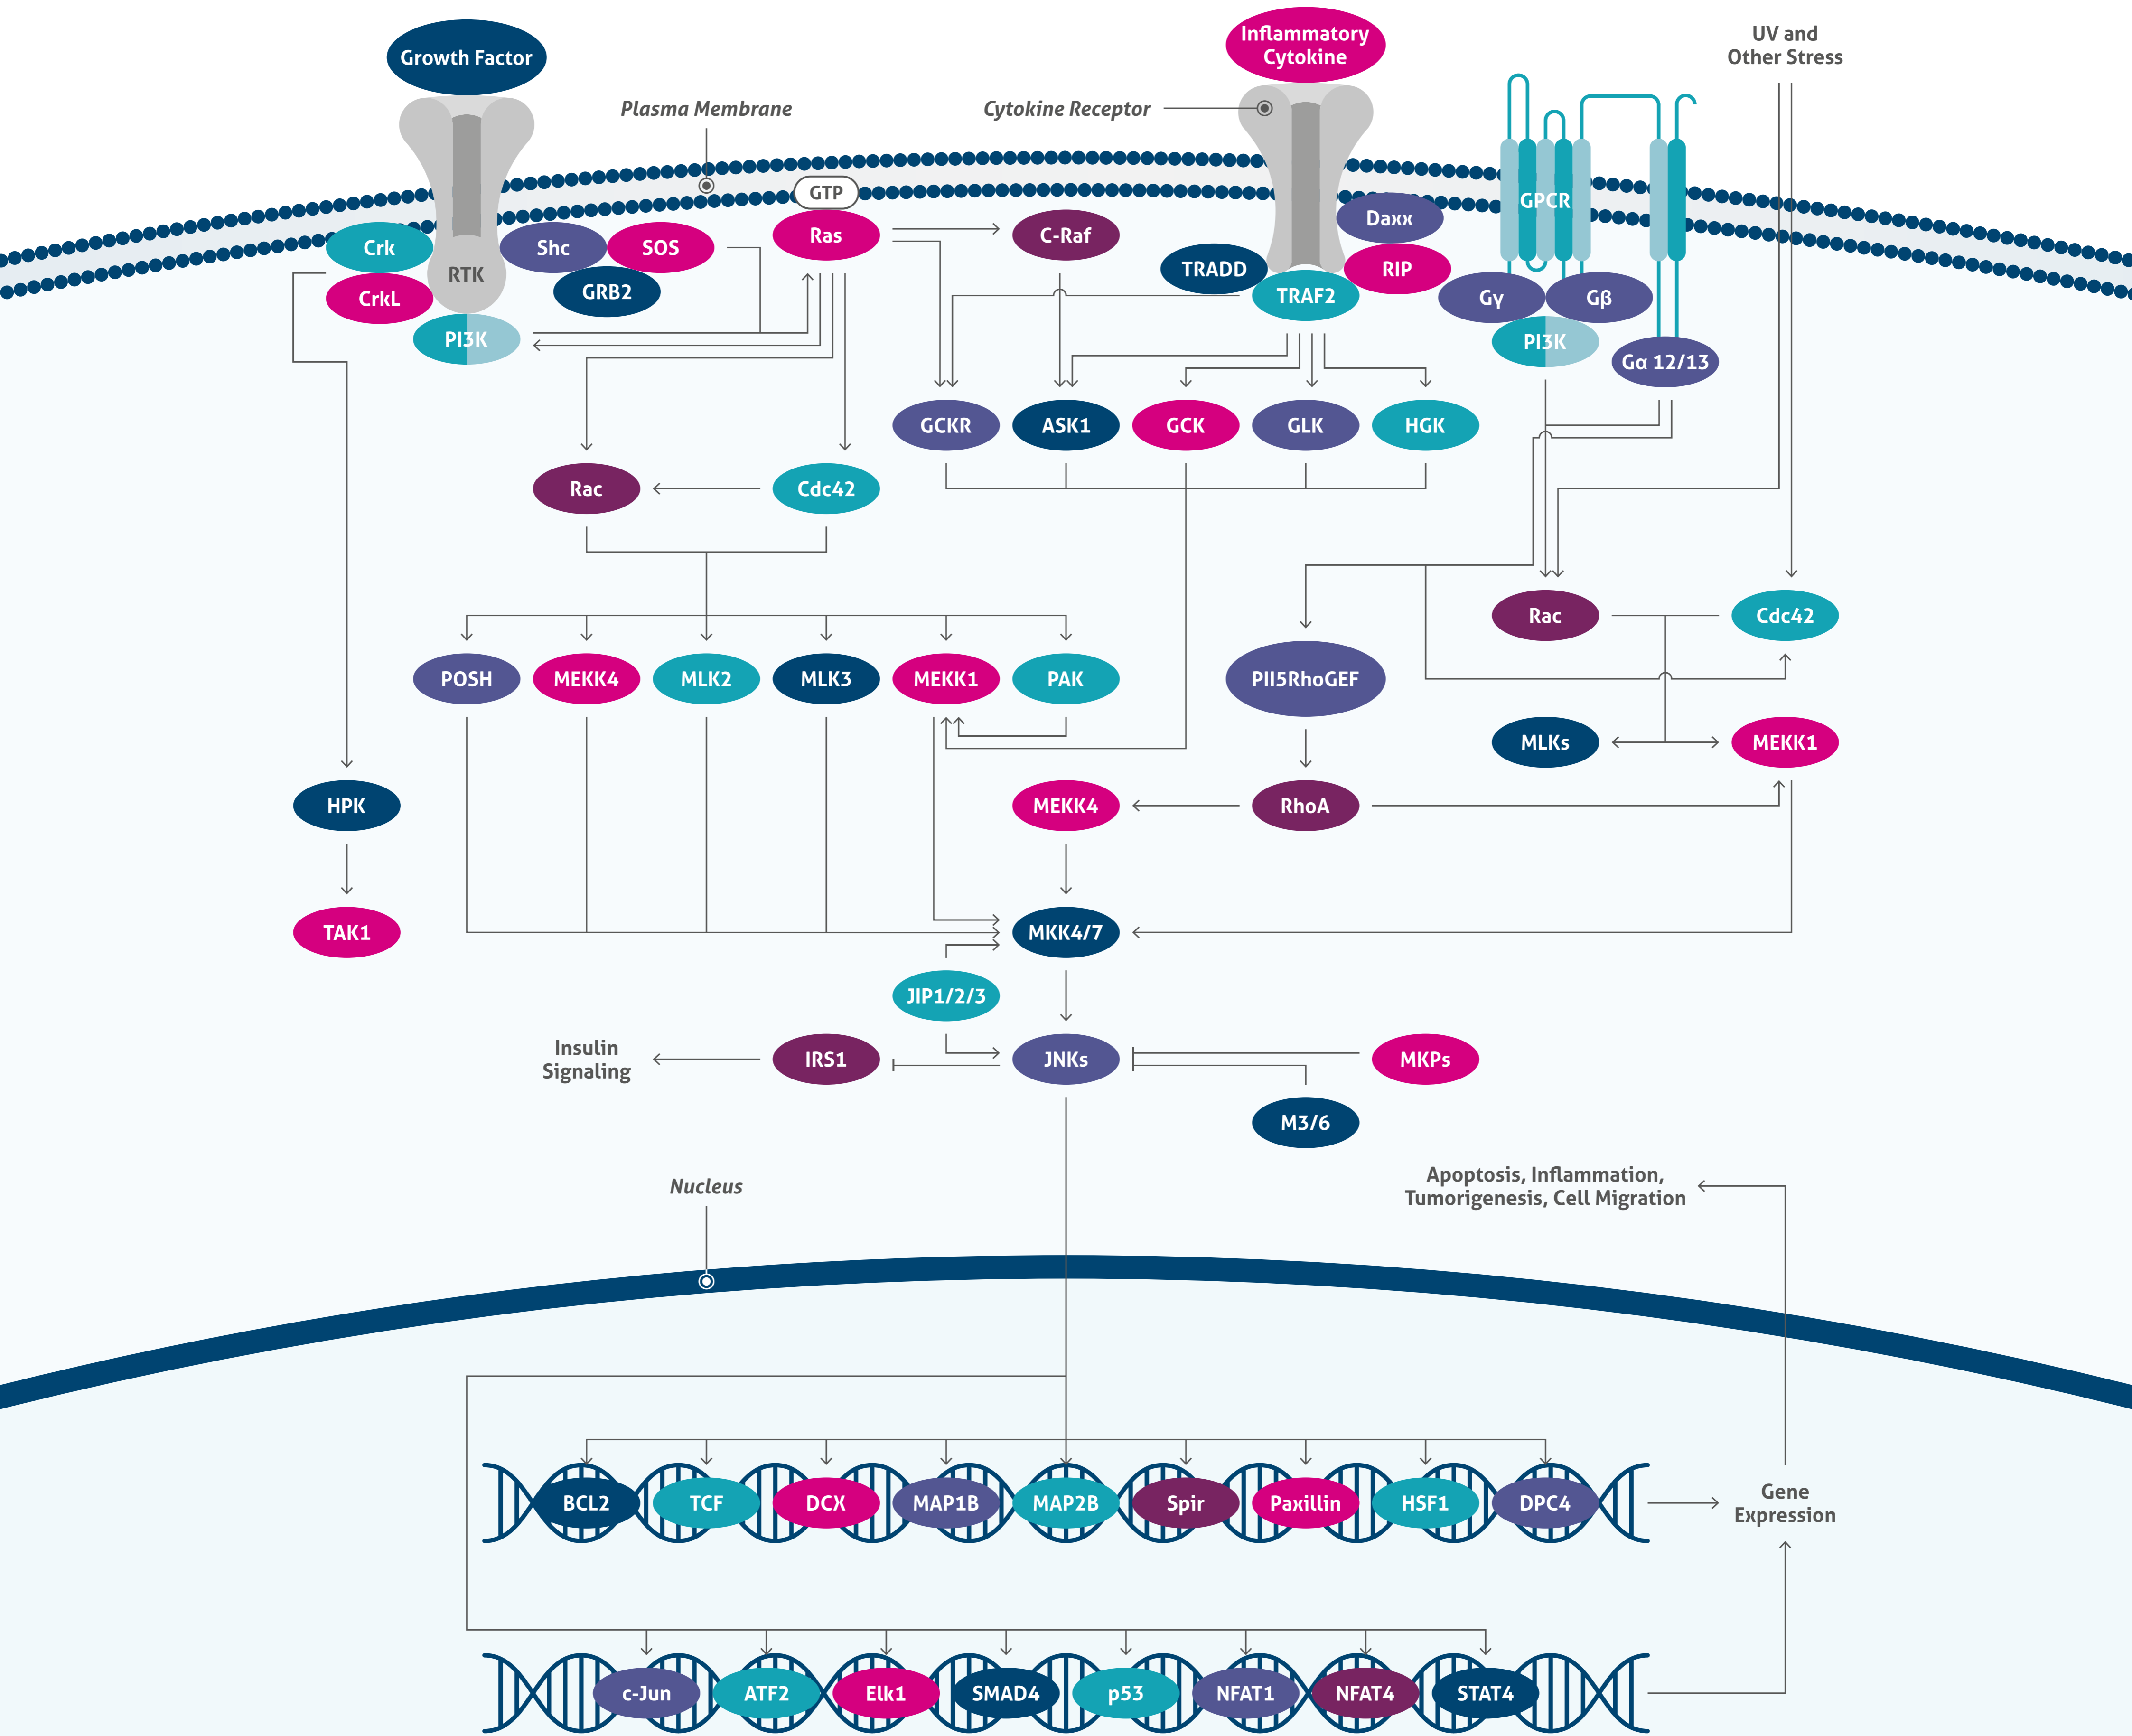 Growth Factor
Inflammatory
Cytokine
UV and
Other Stress
Plasma Membrane
Cytokine Receptor
GTP
GPCR
Crk
Shc
SOS
Ras
C-Raf
Daxx
RTK
TRADD
RIP
CrkL
GRB2
TRAF2
Gγ
Gβ
PI3K
PI3K
Gα 12/13
GCKR
ASK1
GCK
GLK
HGK
Rac
Cdc42
Rac
Cdc42
POSH
MEKK4
MLK2
MLK3
MEKK1
PAK
PII5RhoGEF
MLKs
MEKK1
HPK
MEKK4
RhoA
TAK1
MKK4/7
JIP1/2/3
Insulin
Signaling
IRS1
JNKs
MKPs
M3/6
Nucleus
Apoptosis, Inflammation,
Tumorigenesis, Cell Migration
BCL2
TCF
DCX
MAP1B
MAP2B
Spir
Paxillin
HSF1
DPC4
Gene
Expression
c-Jun
ATF2
Elk1
SMAD4
p53
NFAT1
NFAT4
STAT4